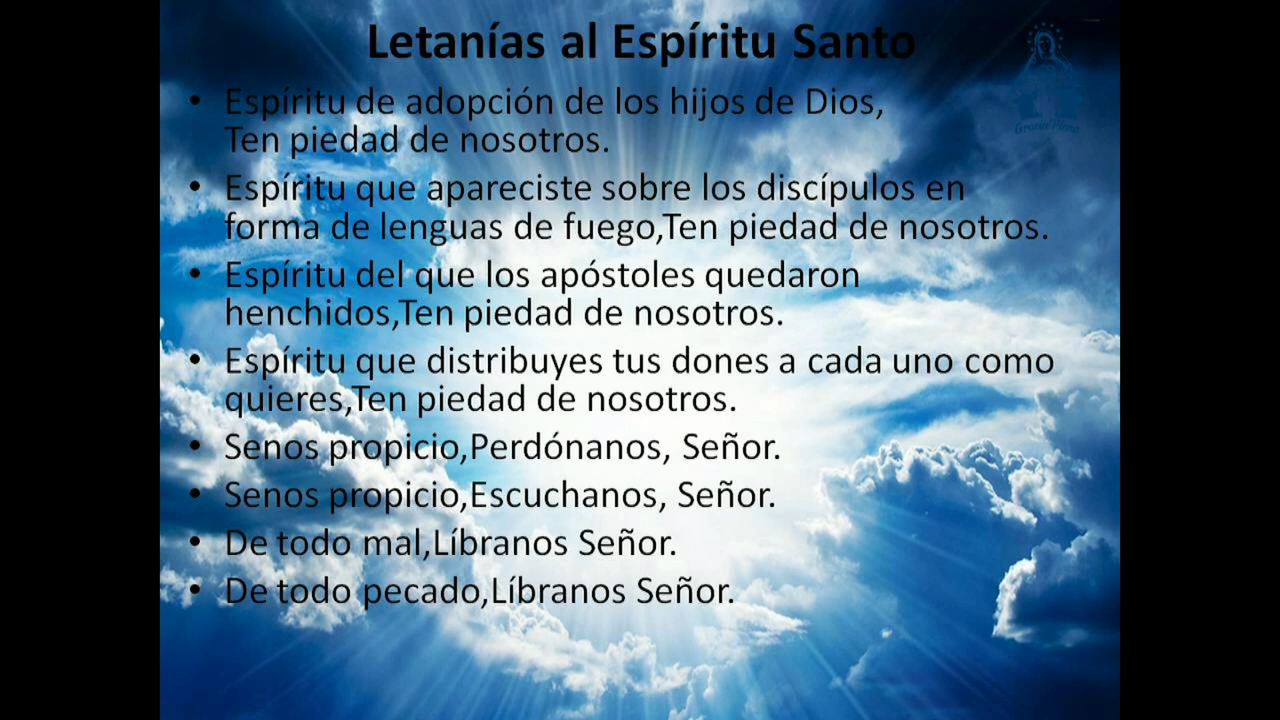 Letanías al Espíritu Santo
• Espíritu de adopción de los hijos de Dios,
Ten piedad de nosotros.
• Espíritu que apareciste sobre los discípulos en
forma de lenguas de fuego,Ten piedad de nosotros.
• Espíritu del que los apóstoles quedaron
henchidos,Ten piedad de nosotros.
• Espíritu que distribuyes tus dones a cada uno como
quieres,Ten piedad de nosotros.
• Senos propicio,Perdónanos, Señor.
• Senos propicio,Escuchanos, Señor.
• De todo mal,Líbranos Señor.
• De todo pecado,Líbranos Señor.